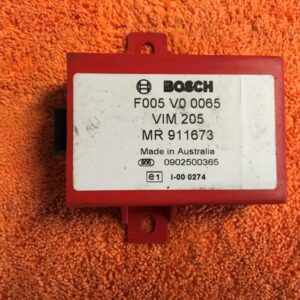 BOSCH
F005 V0 0065
VIM 205
MR 911673
Made in Australia
0902500365
e1 I-00 0274